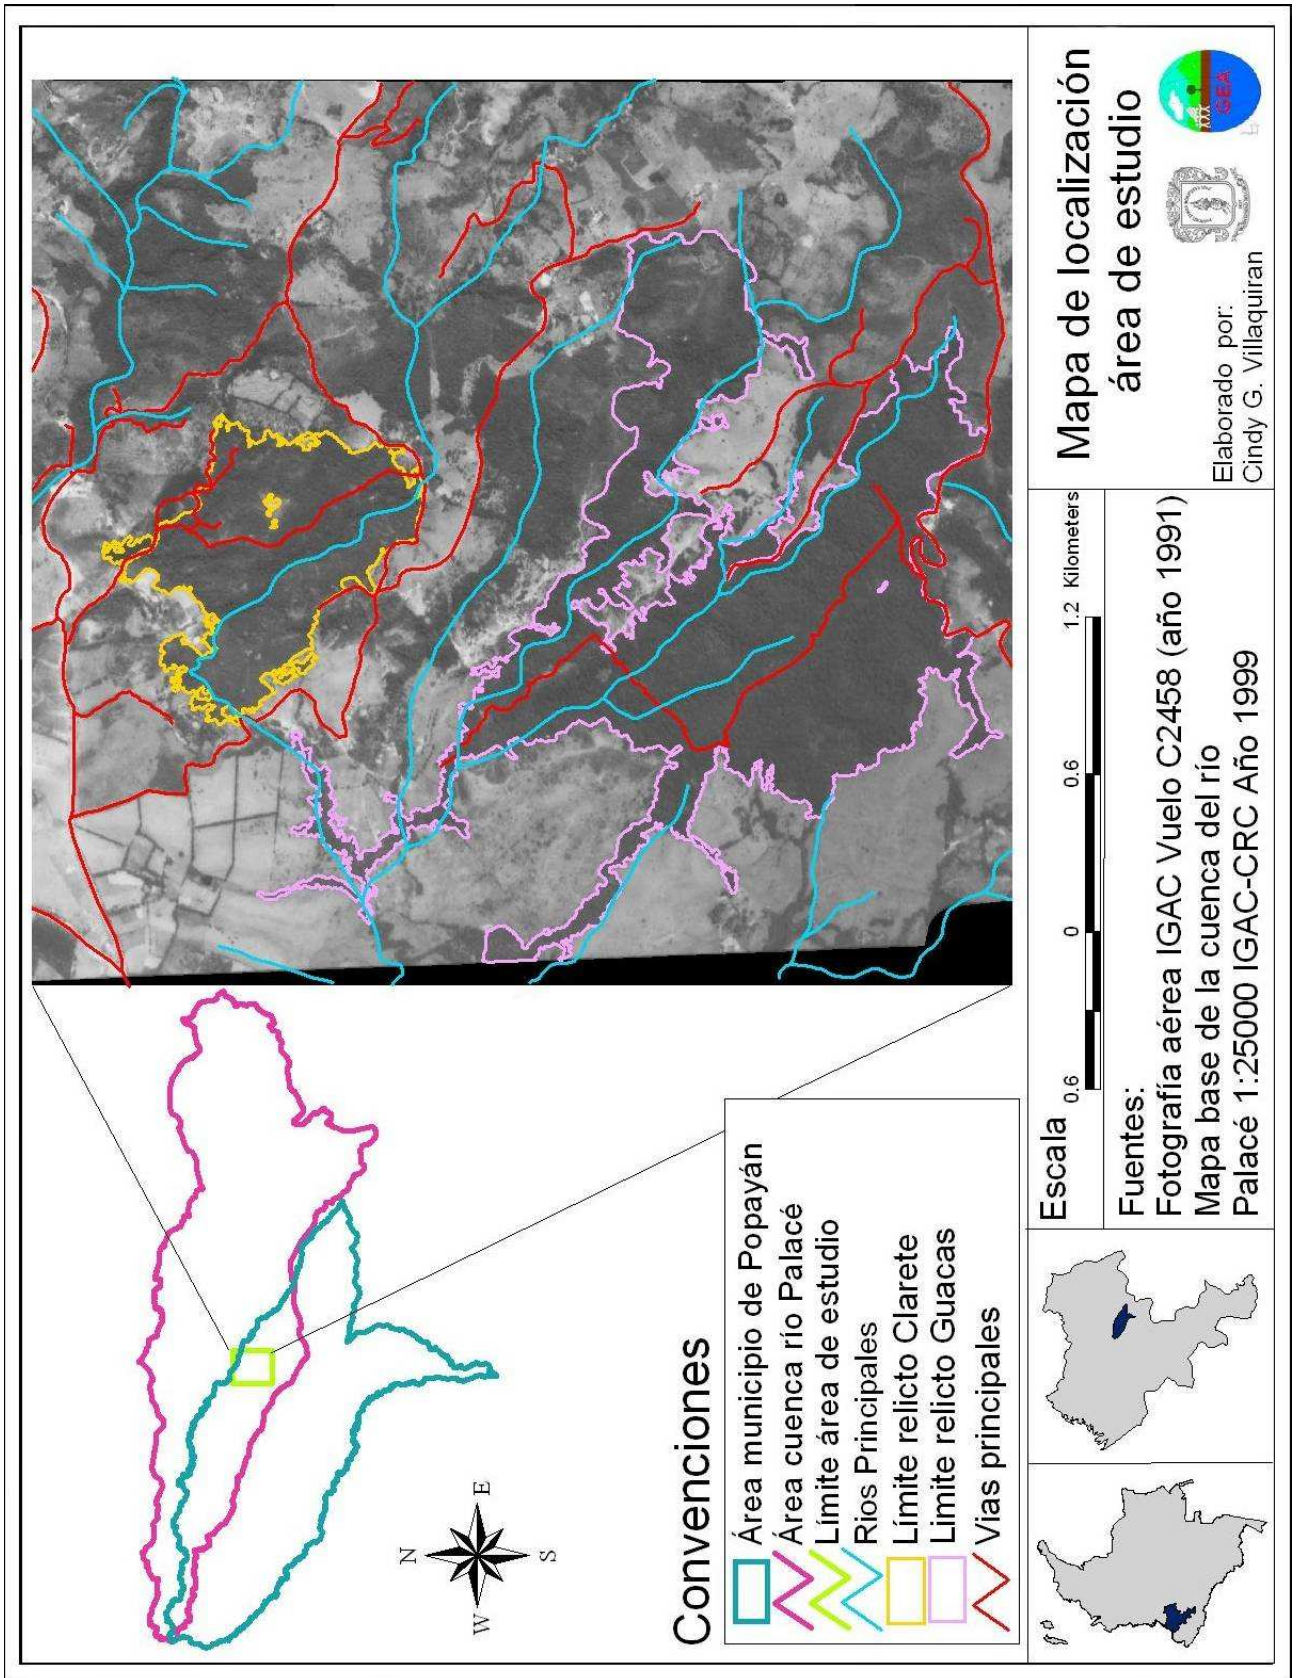 N
W
E
S
Convenciones
Área municipio de Popayán
Área cuenca río Palacé
Límite área de estudio
Rios Principales
Límite relicto Clarete
Limite relicto Guacas
Vias principales
Escala
0.6
0
0.6
1.2 Kilometers
Fuentes:
Fotografía aérea IGAC Vuelo C2458 (año 1991)
Mapa base de la cuenca del río
Palacé 1:25000 IGAC-CRC Año 1999
Mapa de localización
área de estudio
Elaborado por:
Cindy G. Villaquiran
GEA